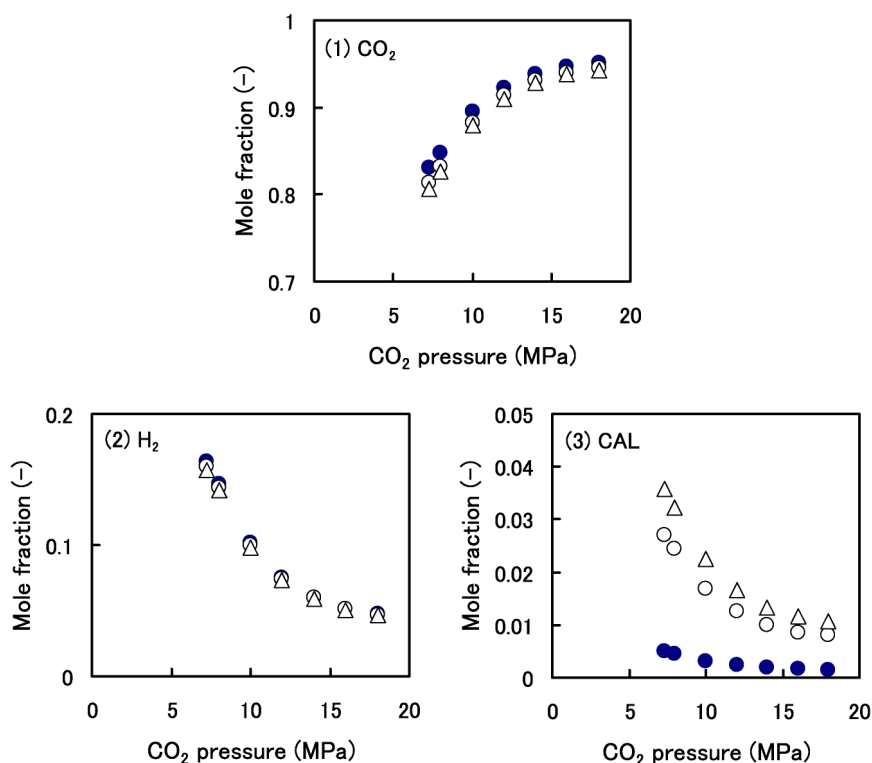 (1) CO₂
Mole fraction (-)
1
0.9
0.8
0.7
0 5 10 15 20
CO₂ pressure (MPa)
(2) H₂
Mole fraction (-)
0.2
0.1
0
0 5 10 15 20
CO₂ pressure (MPa)
(3) CAL
Mole fraction (-)
0.05
0.04
0.03
0.02
0.01
0
0 5 10 15 20
CO₂ pressure (MPa)